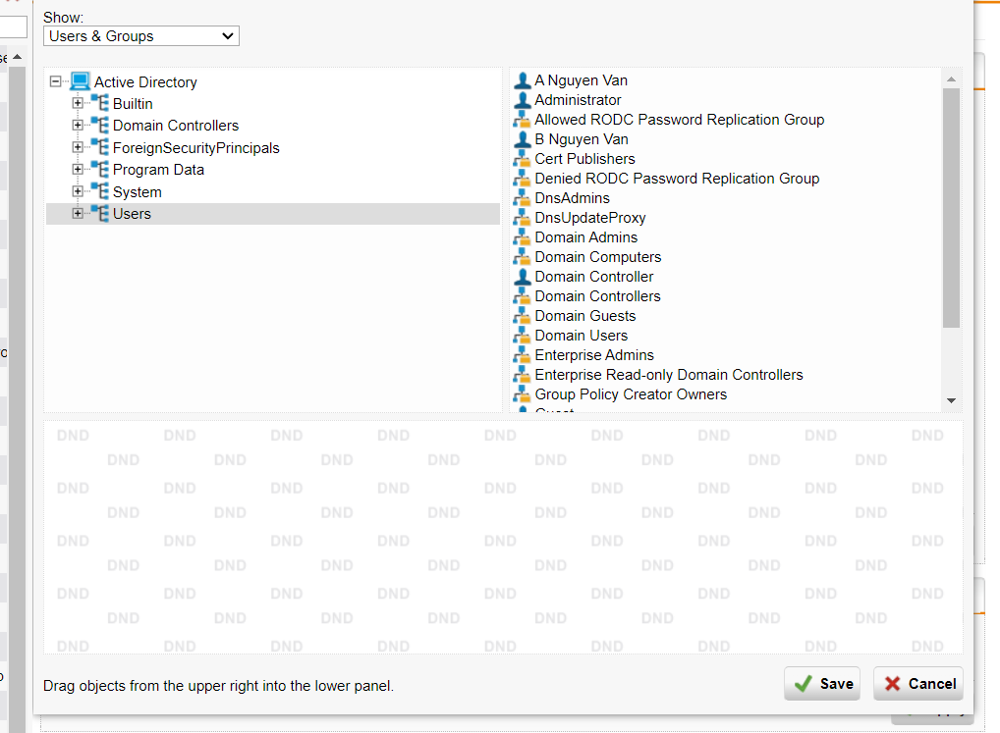 Show:
Users & Groups
Active Directory
Builtin
Domain Controllers
ForeignSecurityPrincipals
Program Data
System
Users
A Nguyen Van
Administrator
Allowed RODC Password Replication Group
B Nguyen Van
Cert Publishers
Denied RODC Password Replication Group
DnsAdmins
DnsUpdateProxy
Domain Admins
Domain Computers
Domain Controller
Domain Controllers
Domain Guests
Domain Users
Enterprise Admins
Enterprise Read-only Domain Controllers
Group Policy Creator Owners
DND DND DND DND DND DND DND DND DND
DND DND DND DND DND DND DND DND
DND DND DND DND DND DND DND DND DND
DND DND DND DND DND DND DND DND
DND DND DND DND DND DND DND DND DND
DND DND DND DND DND DND DND DND
DND DND DND DND DND DND DND DND DND
DND DND DND DND DND DND DND DND
DND DND DND DND DND DND DND DND DND
Drag objects from the upper right into the lower panel.
Save
Cancel